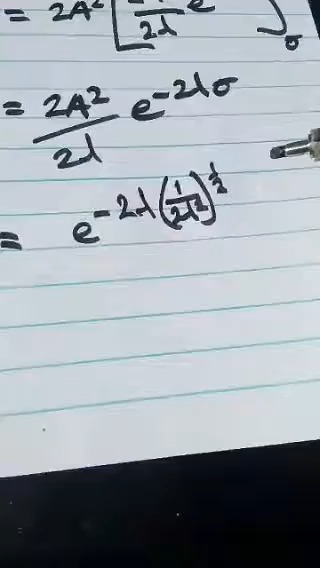 = 2A² [ 1/2λ e ]σ
= 2A²/2λ e^-2λσ
= e^-2λ(1/2λ²)^1/2